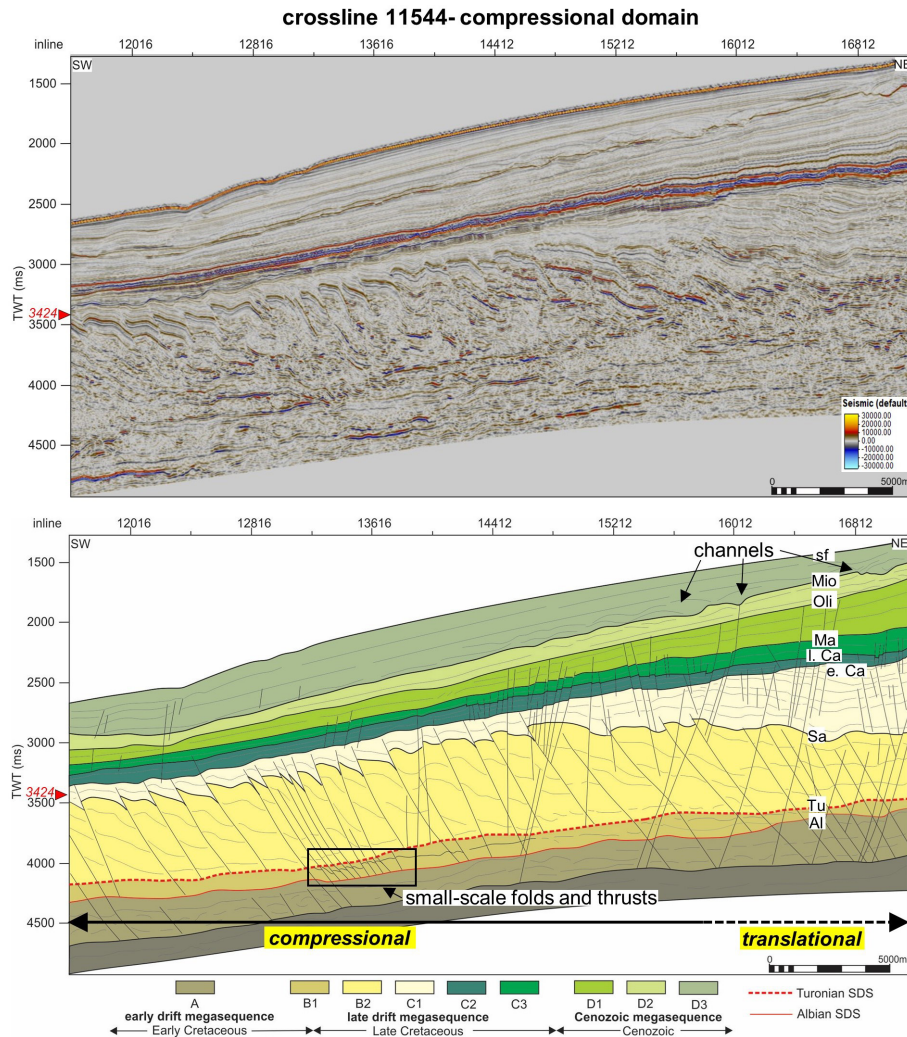 crossline 11544- compressional domain
inline 12016 12816 13616 14412 15212 16012 16812
SW NE
1500
2000
2500
3000
TWT (ms)
3424
3500
4000
4500
Seismic (default
30000.00
20000.00
10000.00
0.00
-10000.00
-20000.00
-30000.00
0 5000m
inline 12016 12816 13616 14412 15212 16012 16812
SW NE
channels
sf
1500
Mio
Oli
2000
Ma
l. Ca
e. Ca
2500
Sa
3000
TWT (ms)
3424
3500
Tu
Al
4000
small-scale folds and thrusts
4500
compressional translational
0 5000m
A B1 B2 C1 C2 C3 D1 D2 D3
early drift megasequence late drift megasequence Cenozoic megasequence
Early Cretaceous Late Cretaceous Cenozoic
Turonian SDS
Albian SDS